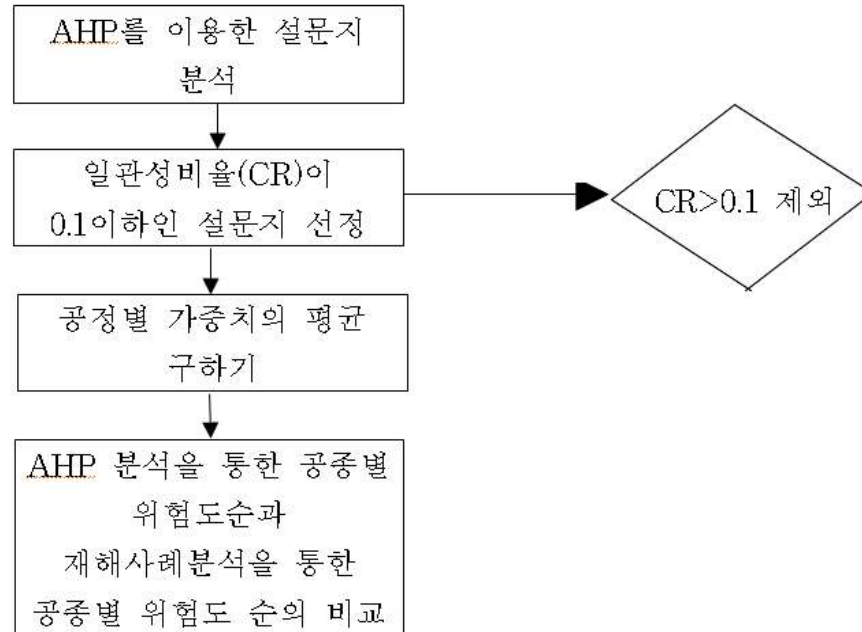 AHP를 이용한 설문지
분석
일관성비율(CR)이
0.1이하인 설문지 선정
CR>0.1 제외
공정별 가중치의 평균
구하기
AHP 분석을 통한 공종별
위험도순과
재해사례분석을 통한
공종별 위험도 순의 비교